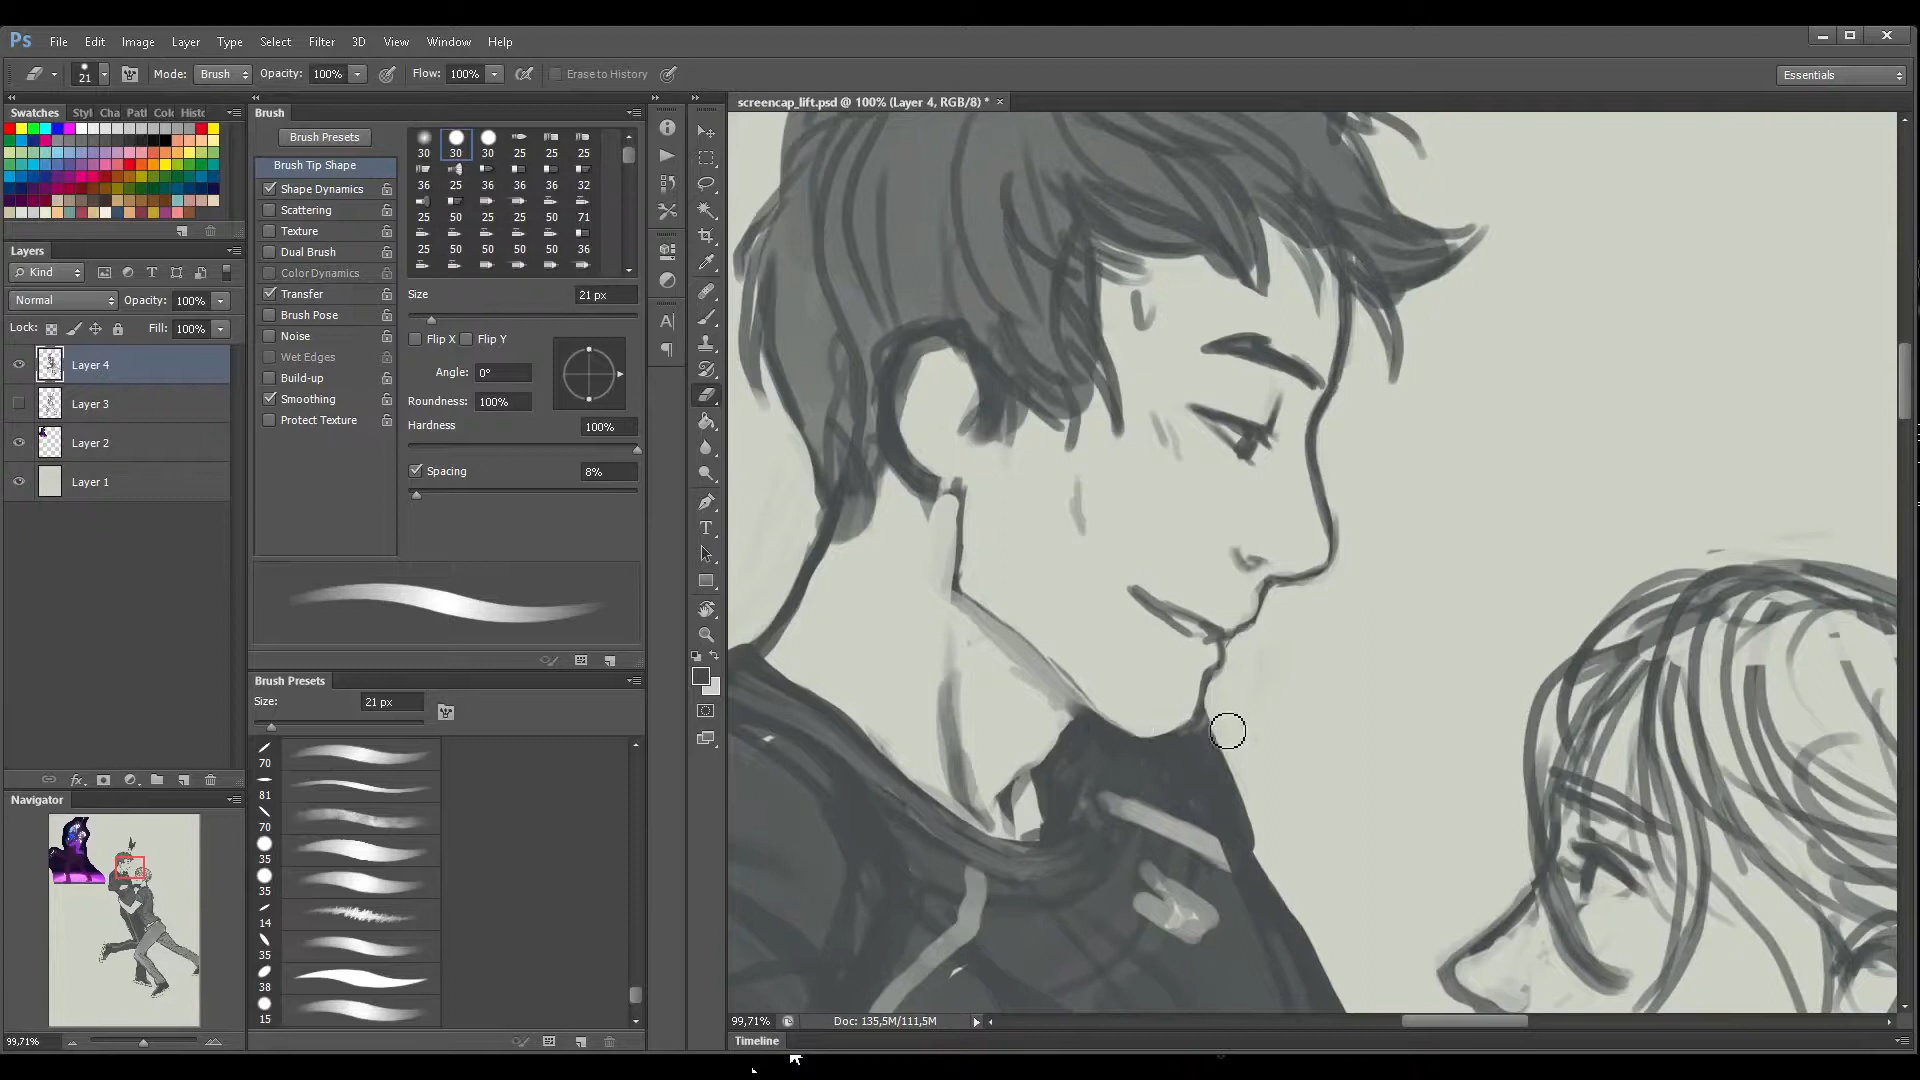 Ps File Edit Image Layer Type Select Filter 3D View Window Help
21 Mode: Brush Opacity: 100% Flow: 100% Erase to History Essentials
Swatches Styl Cha Patl Col Histc
Brush
screencap_lift.psd @ 100% (Layer 4, RGB/8) * ×
Brush Presets
30 30 30 25 25 25
Brush Tip Shape
36 25 36 36 36 32
Shape Dynamics
Scattering
25 50 25 25 50 71
Texture
Dual Brush
25 50 50 50 50 36
Color Dynamics
Transfer
Size 21 px
Brush Pose
Noise
Flip X Flip Y
Wet Edges
Angle: 0°
Build-up
Smoothing
Roundness: 100%
Protect Texture
Hardness 100%
Spacing 8%
Layers
Kind
Normal Opacity: 100%
Lock: Fill: 100%
Layer 4
Layer 3
Layer 2
Layer 1
Brush Presets
Size: 21 px
70
81
70
35
35
14
35
38
15
Navigator
99,71%
99,71% Doc: 135,5M/111,5M
Timeline